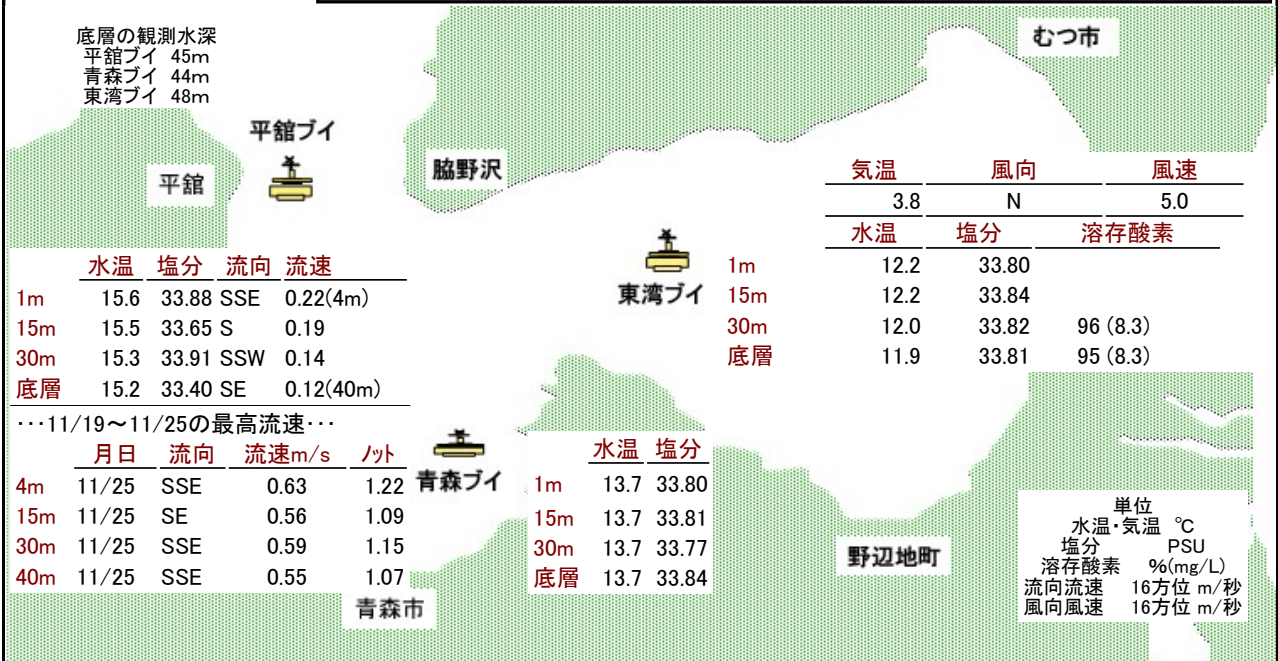 底層の観測水深
平舘ブイ 45m
青森ブイ 44m
東湾ブイ 48m
むつ市
平舘ブイ
平舘
脇野沢
気温 風向 風速
3.8 N 5.0
水温 塩分 溶存酸素
1m 12.2 33.80
15m 12.2 33.84
30m 12.0 33.82 96 (8.3)
底層 11.9 33.81 95 (8.3)
東湾ブイ
水温 塩分 流向 流速
1m 15.6 33.88 SSE 0.22(4m)
15m 15.5 33.65 S 0.19
30m 15.3 33.91 SSW 0.14
底層 15.2 33.40 SE 0.12(40m)
…11/19～11/25の最高流速…
月日 流向 流速m/s ノット
4m 11/25 SSE 0.63 1.22
15m 11/25 SE 0.56 1.09
30m 11/25 SSE 0.59 1.15
40m 11/25 SSE 0.55 1.07
青森ブイ
水温 塩分
1m 13.7 33.80
15m 13.7 33.81
30m 13.7 33.77
底層 13.7 33.84
青森市
野辺地町
単位
水温・気温 ℃
塩分 PSU
溶存酸素 %(mg/L)
流向流速 16方位 m/秒
風向風速 16方位 m/秒